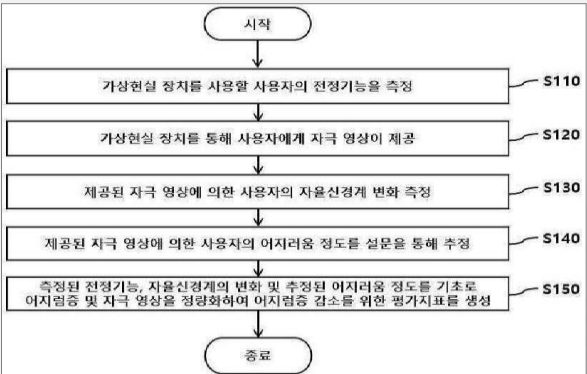 시작
가상현실 장치를 사용할 사용자의 전정기능을 측정
S110
가상현실 장치를 통해 사용자에게 자극 영상이 제공
S120
제공된 자극 영상에 의한 사용자의 자율신경계 변화 측정
S130
제공된 자극 영상에 의한 사용자의 어지러움 정도를 설문을 통해 추정
S140
측정된 전정기능, 자율신경계의 변화 및 추정된 어지러움 정도를 기초로
어지럼증 및 자극 영상을 정량화하여 어지럼증 감소를 위한 평가지표를 생성
S150
종료